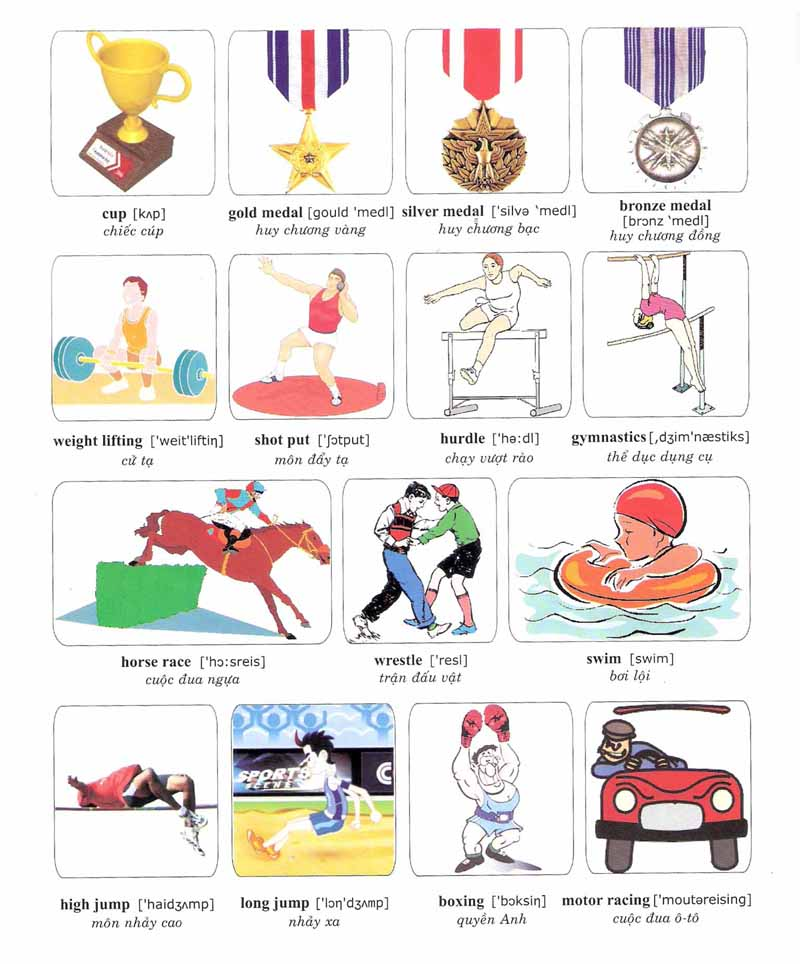 cup [kʌp]
chiếc cúp
gold medal [gould 'medl]
huy chương vàng
silver medal ['silvə 'medl]
huy chương bạc
bronze medal
[brɔnz 'medl]
huy chương đồng
weight lifting ['weit'liftiŋ]
cử tạ
shot put ['ʃɔtput]
môn đẩy tạ
hurdle ['hə:dl]
chạy vượt rào
gymnastics [,dʒim'næstiks]
thể dục dụng cụ
horse race ['hɔ:sreis]
cuộc đua ngựa
wrestle ['resl]
trận đấu vật
swim [swim]
bơi lội
SPORTS
high jump ['haidʒʌmp]
môn nhảy cao
long jump ['lɔŋ'dʒʌmp]
nhảy xa
boxing ['bɔksiŋ]
quyền Anh
motor racing ['moutəreising]
cuộc đua ô-tô